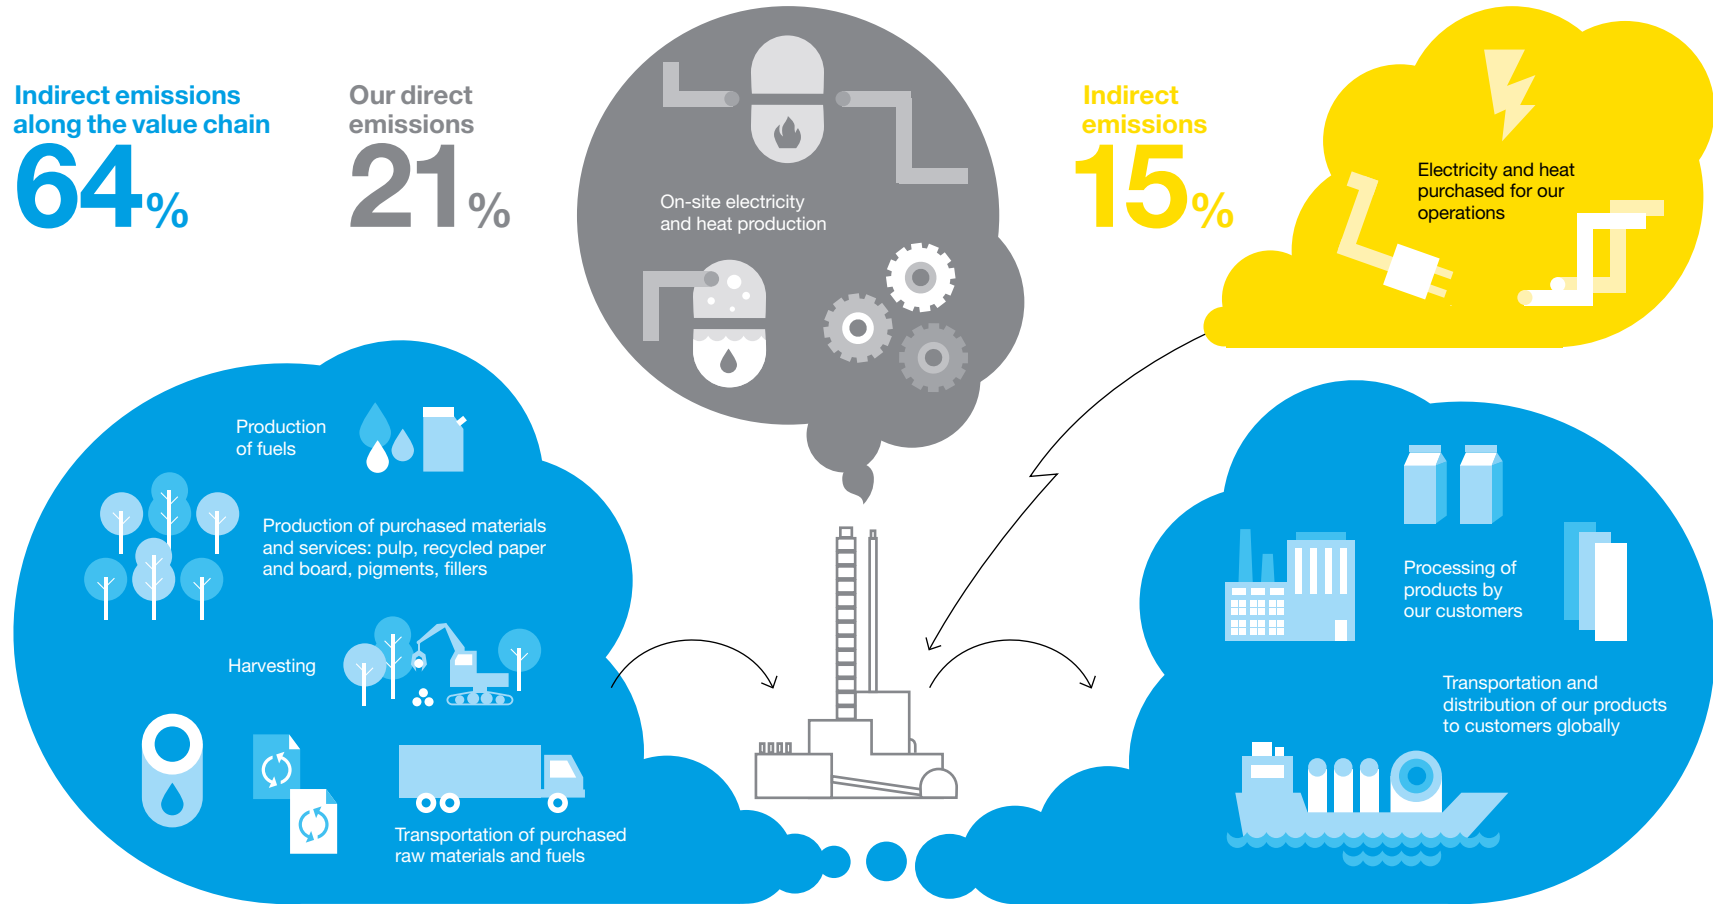 Indirect emissions
along the value chain
64%
Our direct
emissions
21%
On-site electricity
and heat production
Indirect
emissions
15%
Electricity and heat
purchased for our
operations
Production
of fuels
Production of purchased materials
and services: pulp, recycled paper
and board, pigments, fillers
Harvesting
Transportation of purchased
raw materials and fuels
Processing of
products by
our customers
Transportation and
distribution of our products
to customers globally